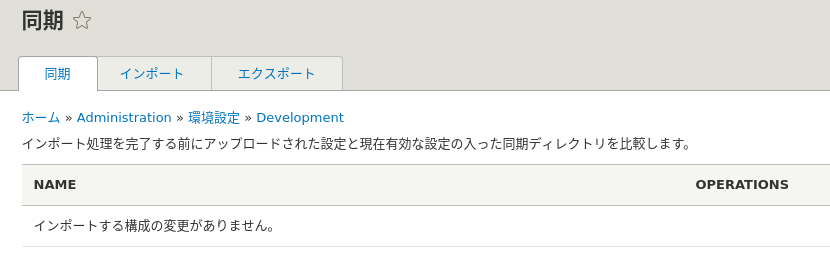 同期
同期 インポート エクスポート
ホーム » Administration » 環境設定 » Development
インポート処理を完了する前にアップロードされた設定と現在有効な設定の入った同期ディレクトリを比較します。
NAME OPERATIONS
インポートする構成の変更がありません。